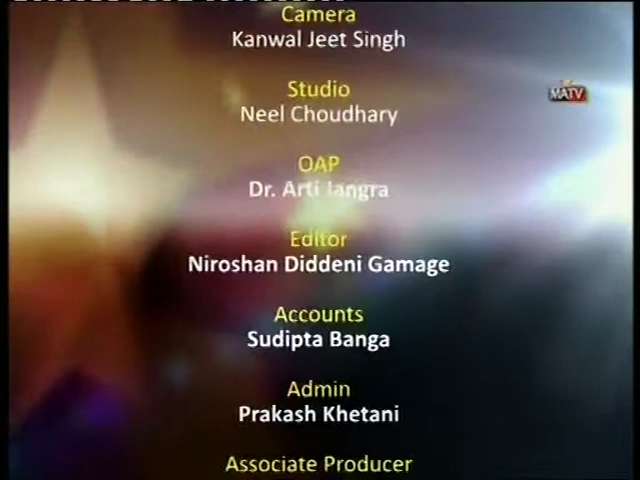 Camera
Kanwal Jeet Singh
Studio
MATV
Neel Choudhary
OAP
Dr. Arti Jangra
Editor
Niroshan Diddeni Gamage
Accounts
Sudipta Banga
Admin
Prakash Khetani
Associate Producer